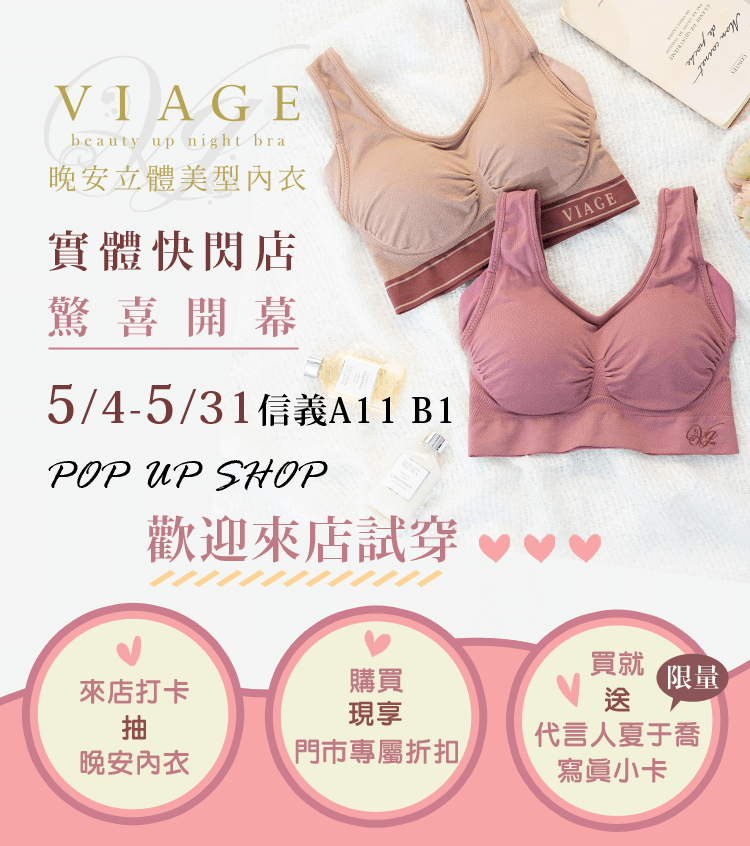 VIAGE
beauty up night bra
晚安立體美型內衣
實體快閃店
驚喜開幕
5/4-5/31信義A11 B1
POP UP SHOP
歡迎來店試穿
VIAGE
來店打卡
抽
晚安內衣
購買
現享
門市專屬折扣
買就
限量
送
代言人夏于喬
寫真小卡